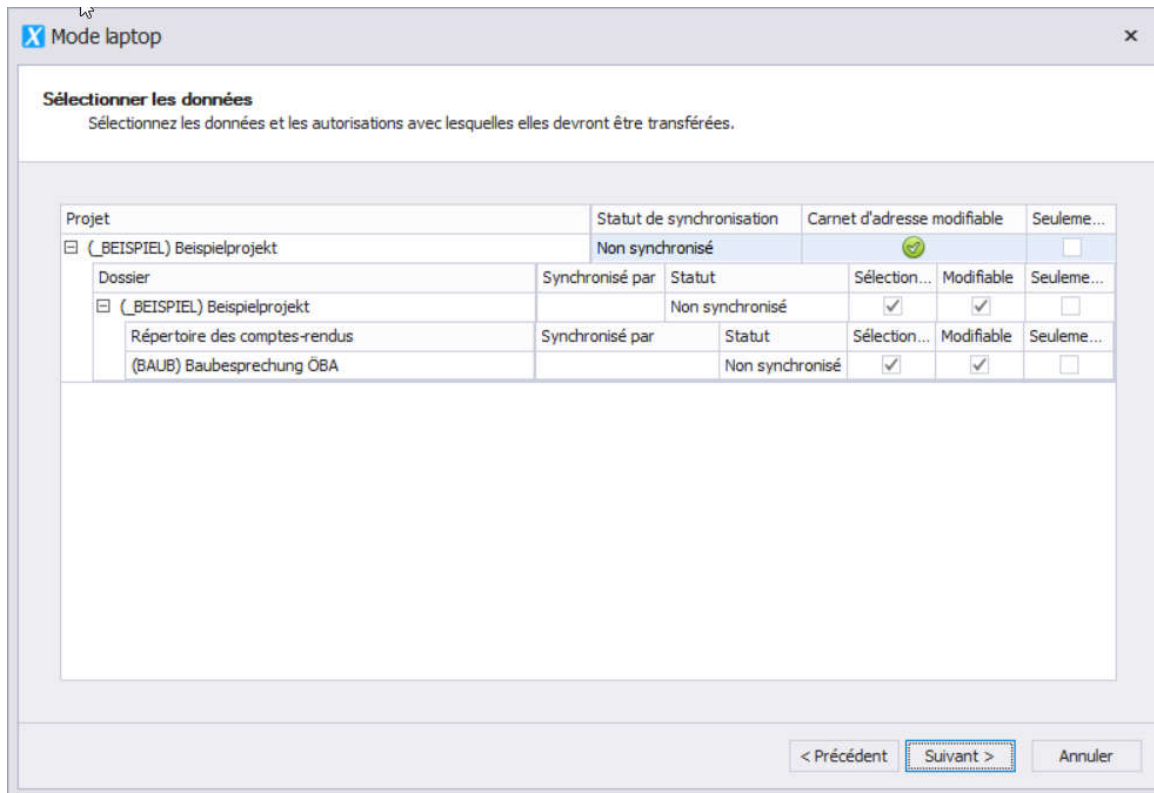 X Mode laptop
Sélectionner les données
Sélectionnez les données et les autorisations avec lesquelles elles devront être transférées.
Projet Statut de synchronisation Carnet d'adresse modifiable Seuleme...
(_BEISPIEL) Beispielprojekt Non synchronisé
Dossier Synchronisé par Statut Sélection... Modifiable Seuleme...
(_BEISPIEL) Beispielprojekt Non synchronisé
Répertoire des comptes-rendus Synchronisé par Statut Sélection... Modifiable Seuleme...
(BAUB) Baubesprechung ÖBA Non synchronisé
< Précédent Suivant > Annuler